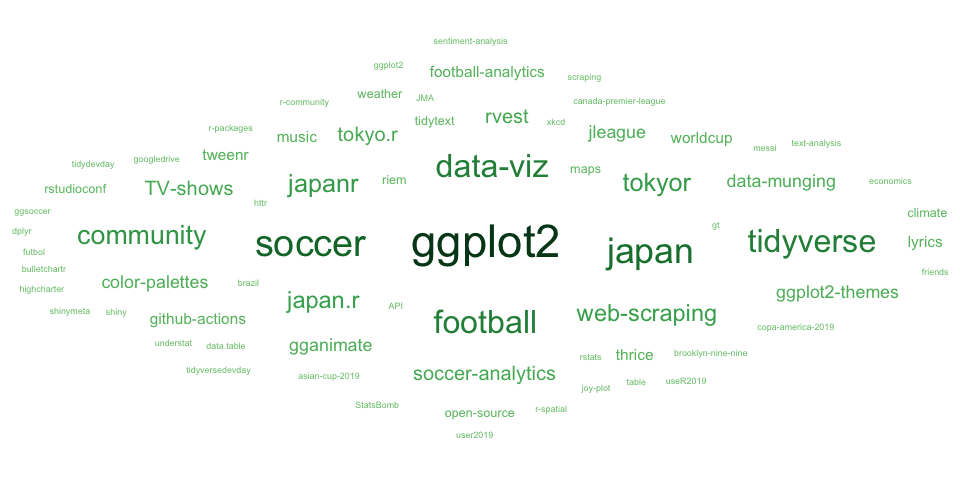 sentiment-analysis
ggplot2
football-analytics
scraping
weather
JMA
r-community
canada-premier-league
tidytext
rvest
xkcd
r-packages
music
tokyo.r
jleague
worldcup
messi
text-analysis
tidydevday
googledrive
tweenr
data-viz
maps
rstudioconf
TV-shows
japanr
riem
tokyor
data-munging
economics
httr
ggsoccer
climate
dplyr
community
soccer
ggplot2
japan
gt
tidyverse
lyrics
futbol
bulletchartr
friends
highcharter
color-palettes
brazil
japan.r
API
ggplot2-themes
shinymeta
shiny
github-actions
football
web-scraping
copa-america-2019
understat
data.table
gganimate
rstats
thrice
brooklyn-nine-nine
tidyversedevday
asian-cup-2019
soccer-analytics
joy-plot
table
useR2019
StatsBomb
open-source
r-spatial
user2019